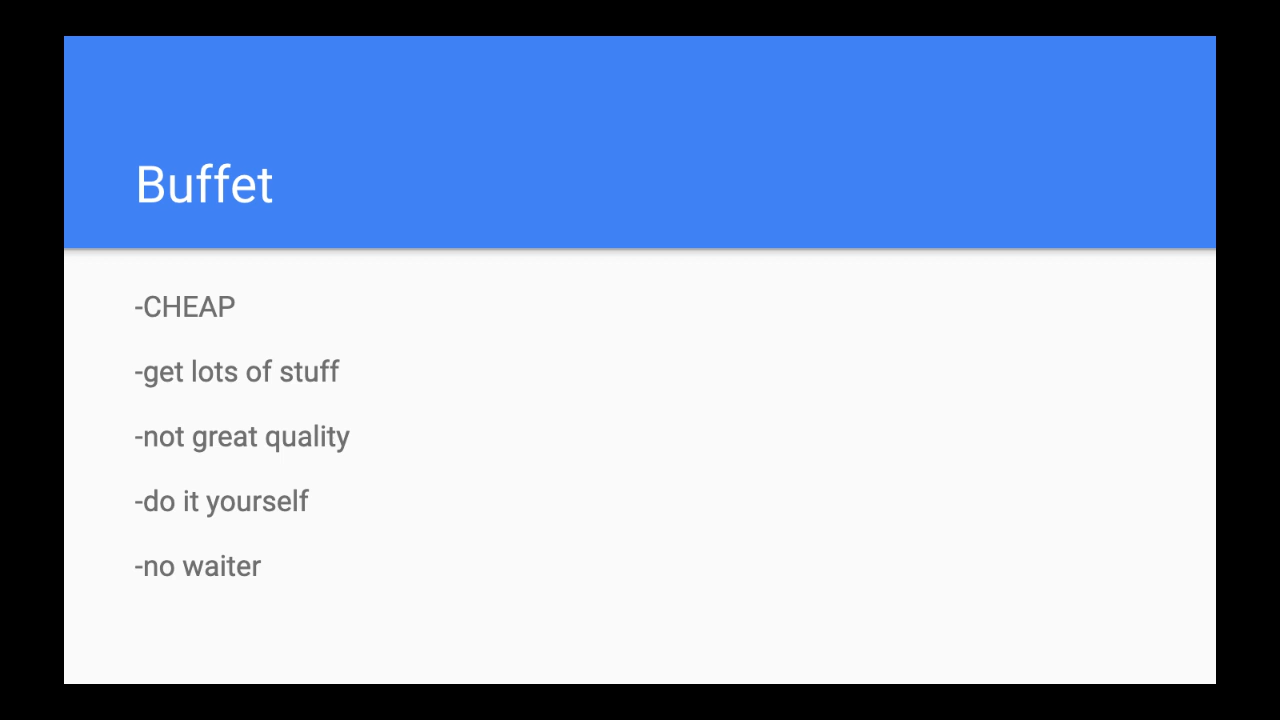 Buffet
-CHEAP
-get lots of stuff
-not great quality
-do it yourself
-no waiter